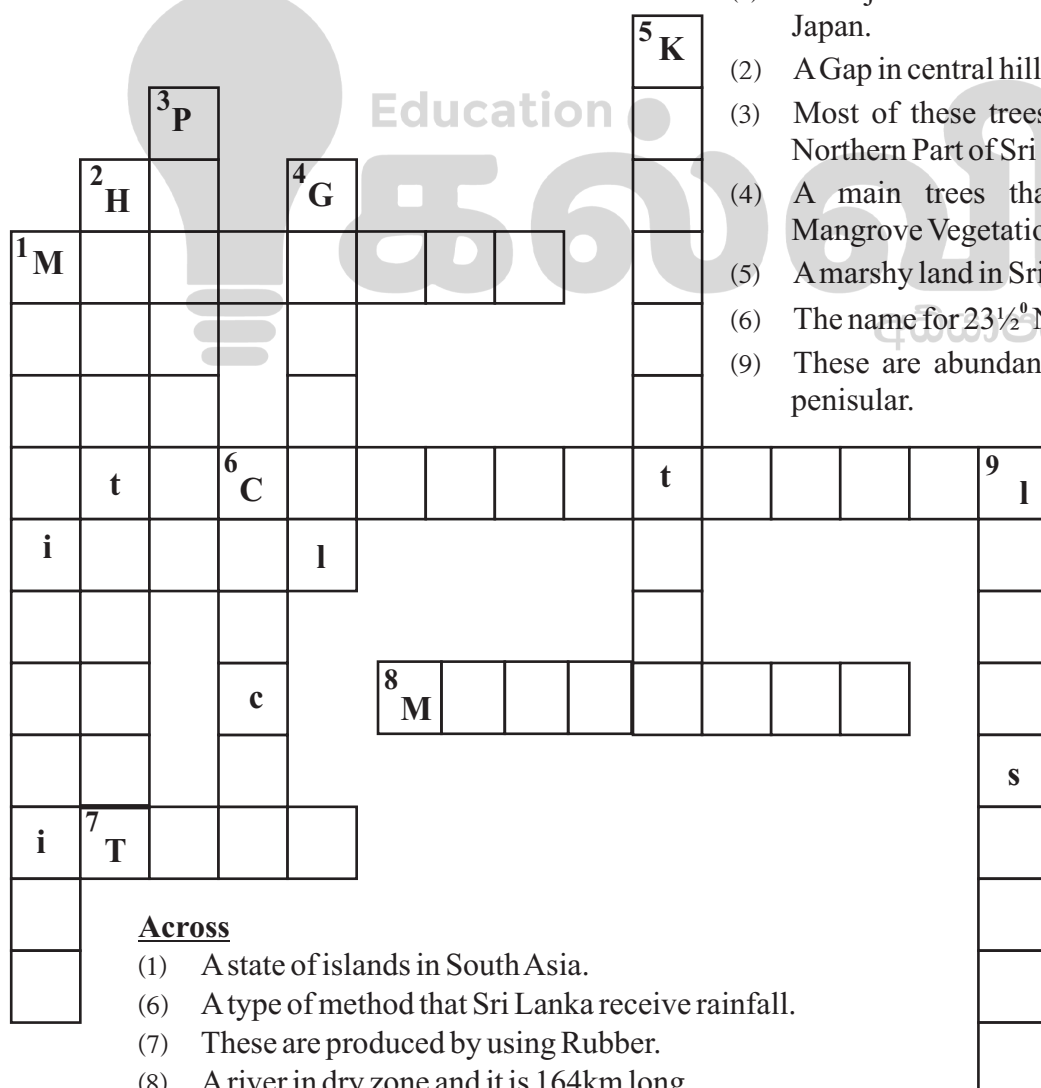 5 K
Japan.
(2) A Gap in central hill
Education
3 P
(3) Most of these trees
Northern Part of Sri
2 H
4 G
(4) A main trees tha
Mangrove Vegetatio
1 M
கல்வி
(5) A marshy land in Sri
(6) The name for 23½⁰ N
(9) These are abundan
penisular.
t 6 C t 9 l
i l
c 8 M
s
i 7 T
Across
(1) A state of islands in South Asia.
(6) A type of method that Sri Lanka receive rainfall.
(7) These are produced by using Rubber.
(8) A river in dry zone and it is 164km long